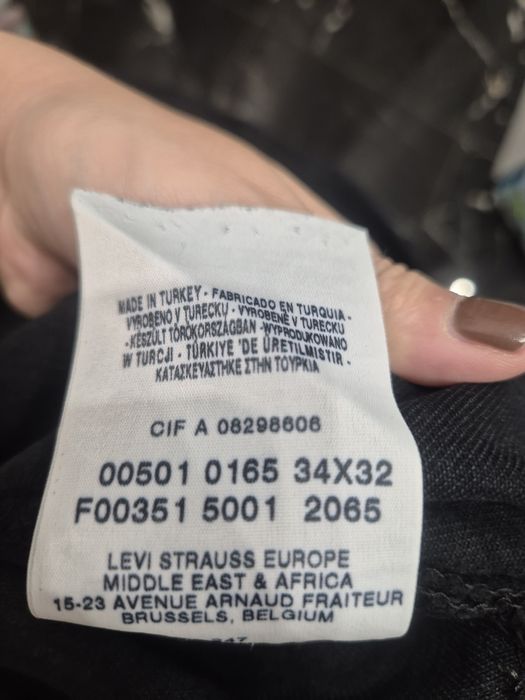 MADE IN TURKEY - FABRICADO EN TURQUIA -
VYROBENO V TURECKU - VYROBENÉ V TURECKU
- KÉSZÜLT TÖRÖKORSZÁGBAN - WYPRODUKOWANO
W TURCJI - TÜRKIYE 'DE ÜRETILMISTIR -
ΚΑΤΑΣΚΕΥΑΣΤΗΚΕ ΣΤΗΝ ΤΟΥΡΚΙΑ
CIF A 08298606
00501 0165 34X32
F00351 5001 2065
LEVI STRAUSS EUROPE
MIDDLE EAST & AFRICA
15-23 AVENUE ARNAUD FRAITEUR
BRUSSELS, BELGIUM